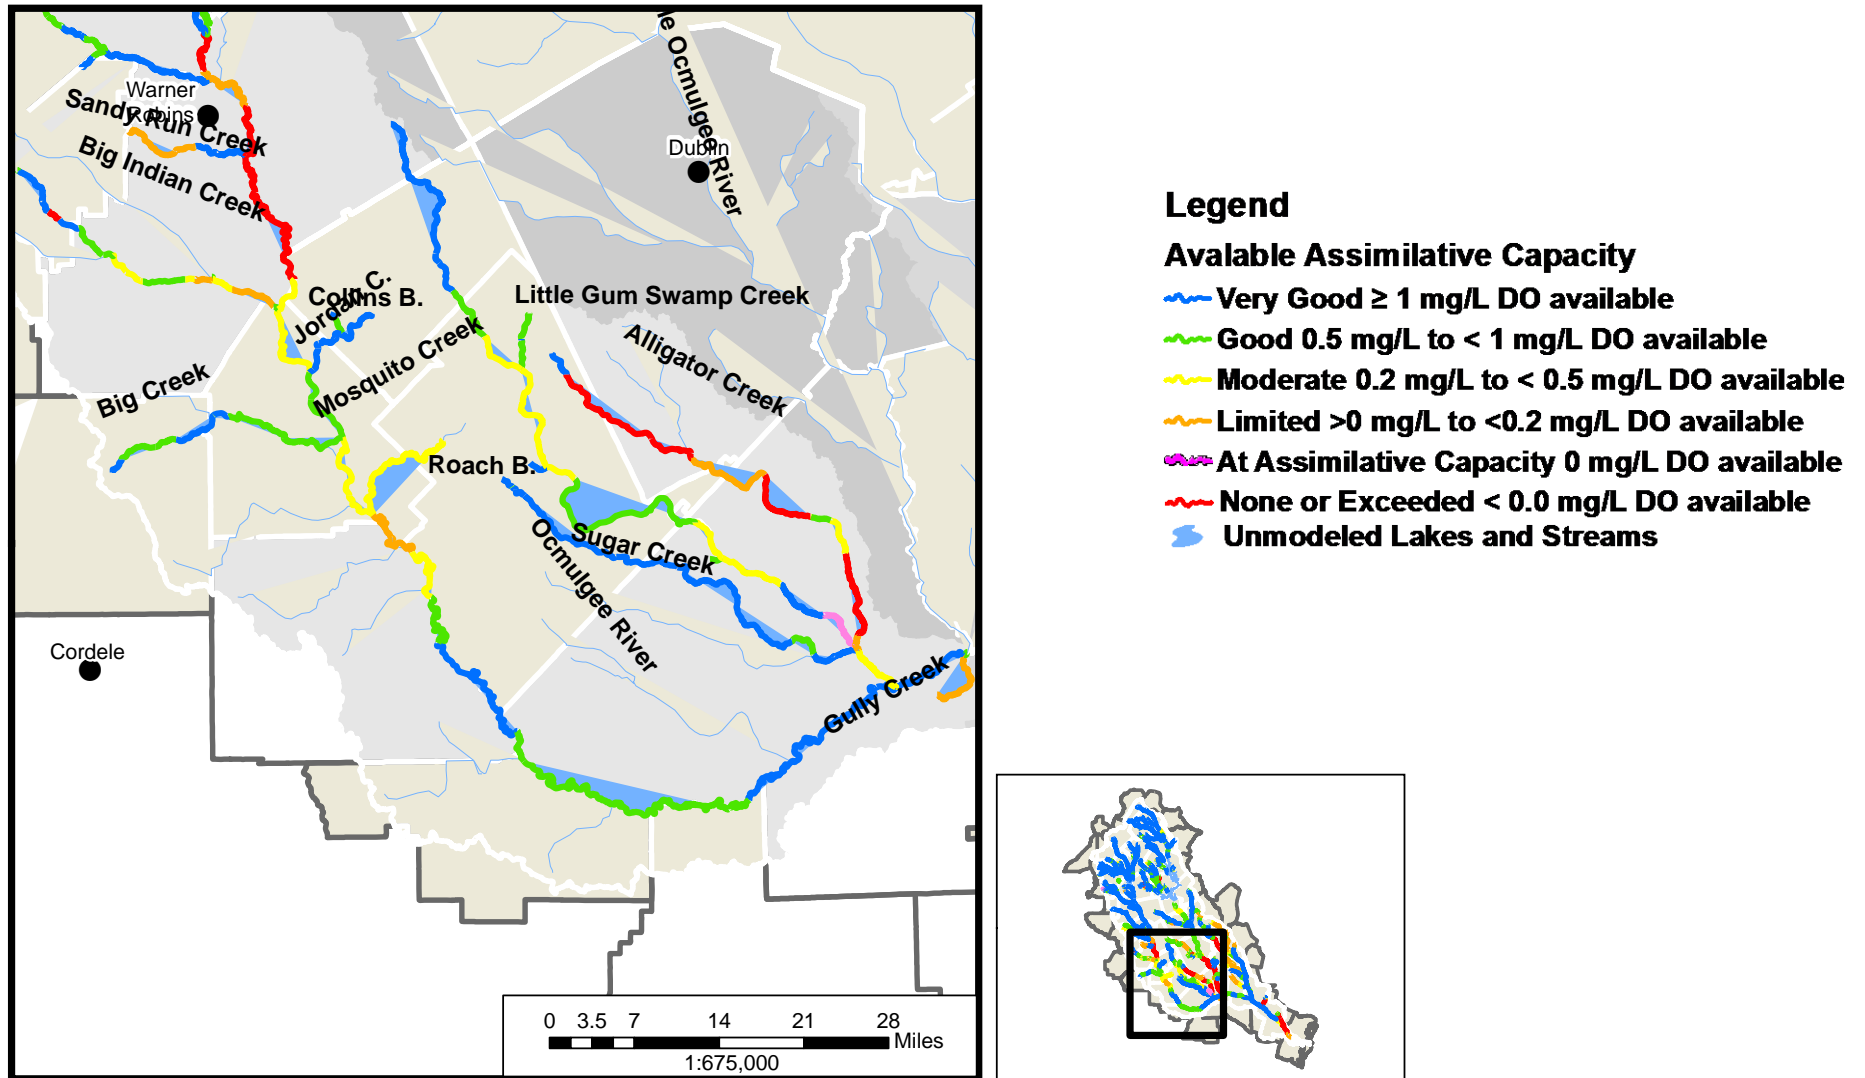 le Ocmulgee River
Warner
Robins
Sandy Run Creek
Big Indian Creek
Dublin
Collins B.
Jordan C.
Little Gum Swamp Creek
Mosquito Creek
Alligator Creek
Big Creek
Roach B.
Sugar Creek
Ocmulgee River
Cordele
Gully Creek
0 3.5 7 14 21 28
Miles
1:675,000
Legend
Avalable Assimilative Capacity
Very Good ≥ 1 mg/L DO available
Good 0.5 mg/L to < 1 mg/L DO available
Moderate 0.2 mg/L to < 0.5 mg/L DO available
Limited >0 mg/L to <0.2 mg/L DO available
At Assimilative Capacity 0 mg/L DO available
None or Exceeded < 0.0 mg/L DO available
Unmodeled Lakes and Streams